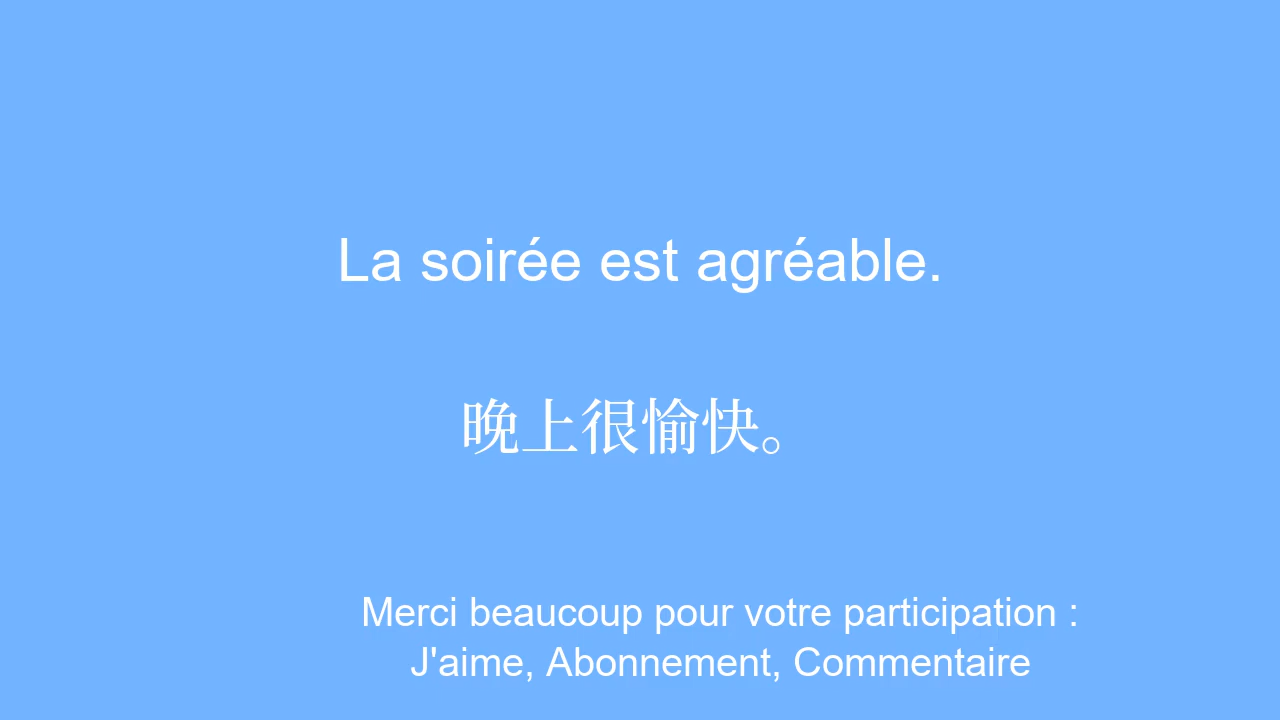 La soirée est agréable.
晚上很愉快。
Merci beaucoup pour votre participation :
J'aime, Abonnement, Commentaire